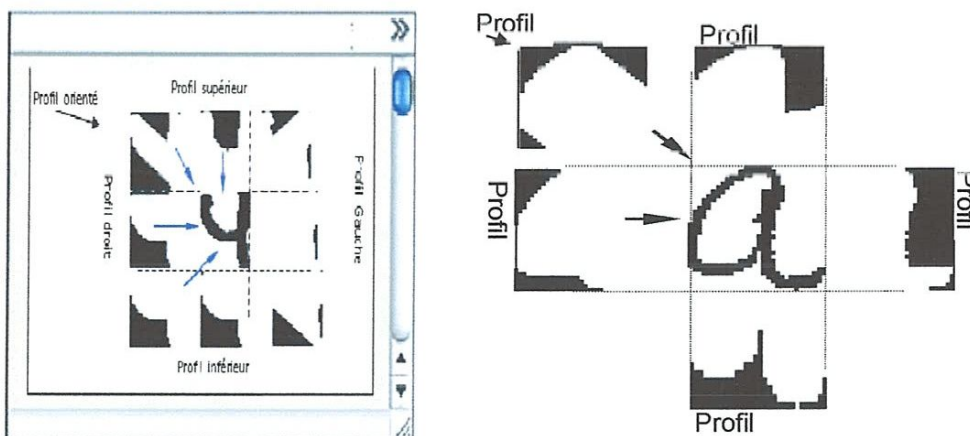 Profil supérieur
Profil orienté
Profil droit
Profil Gauche
Profil inférieur
Profil
Profil
Profil
Profil
Profil